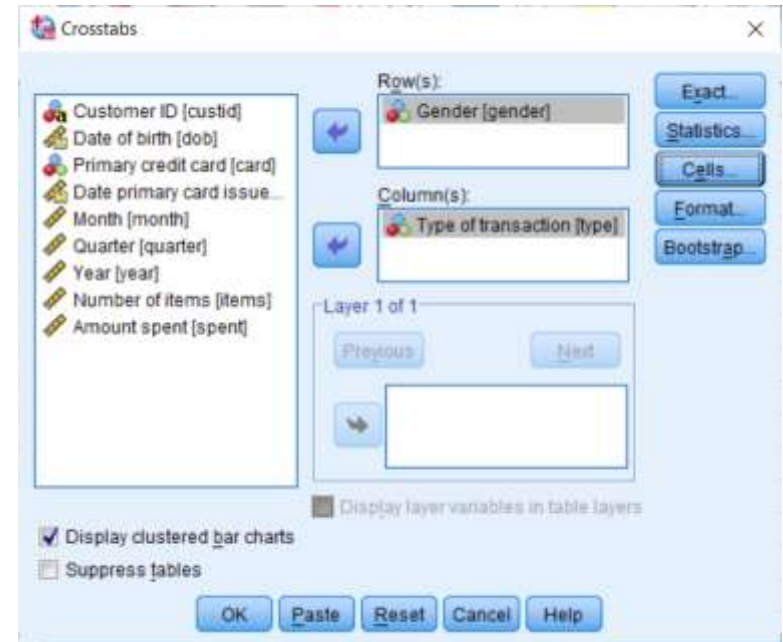 Crosstabs
Customer ID [custid]
Date of birth [dob]
Primary credit card [card]
Date primary card issue...
Month [month]
Quarter [quarter]
Year [year]
Number of items [items]
Amount spent [spent]
Row(s):
Gender [gender]
Column(s):
Type of transaction [type]
Layer 1 of 1
Previous
Next
Display layer variables in table layers
Exact...
Statistics...
Cells...
Format...
Bootstrap...
Display clustered bar charts
Suppress tables
OK Paste Reset Cancel Help